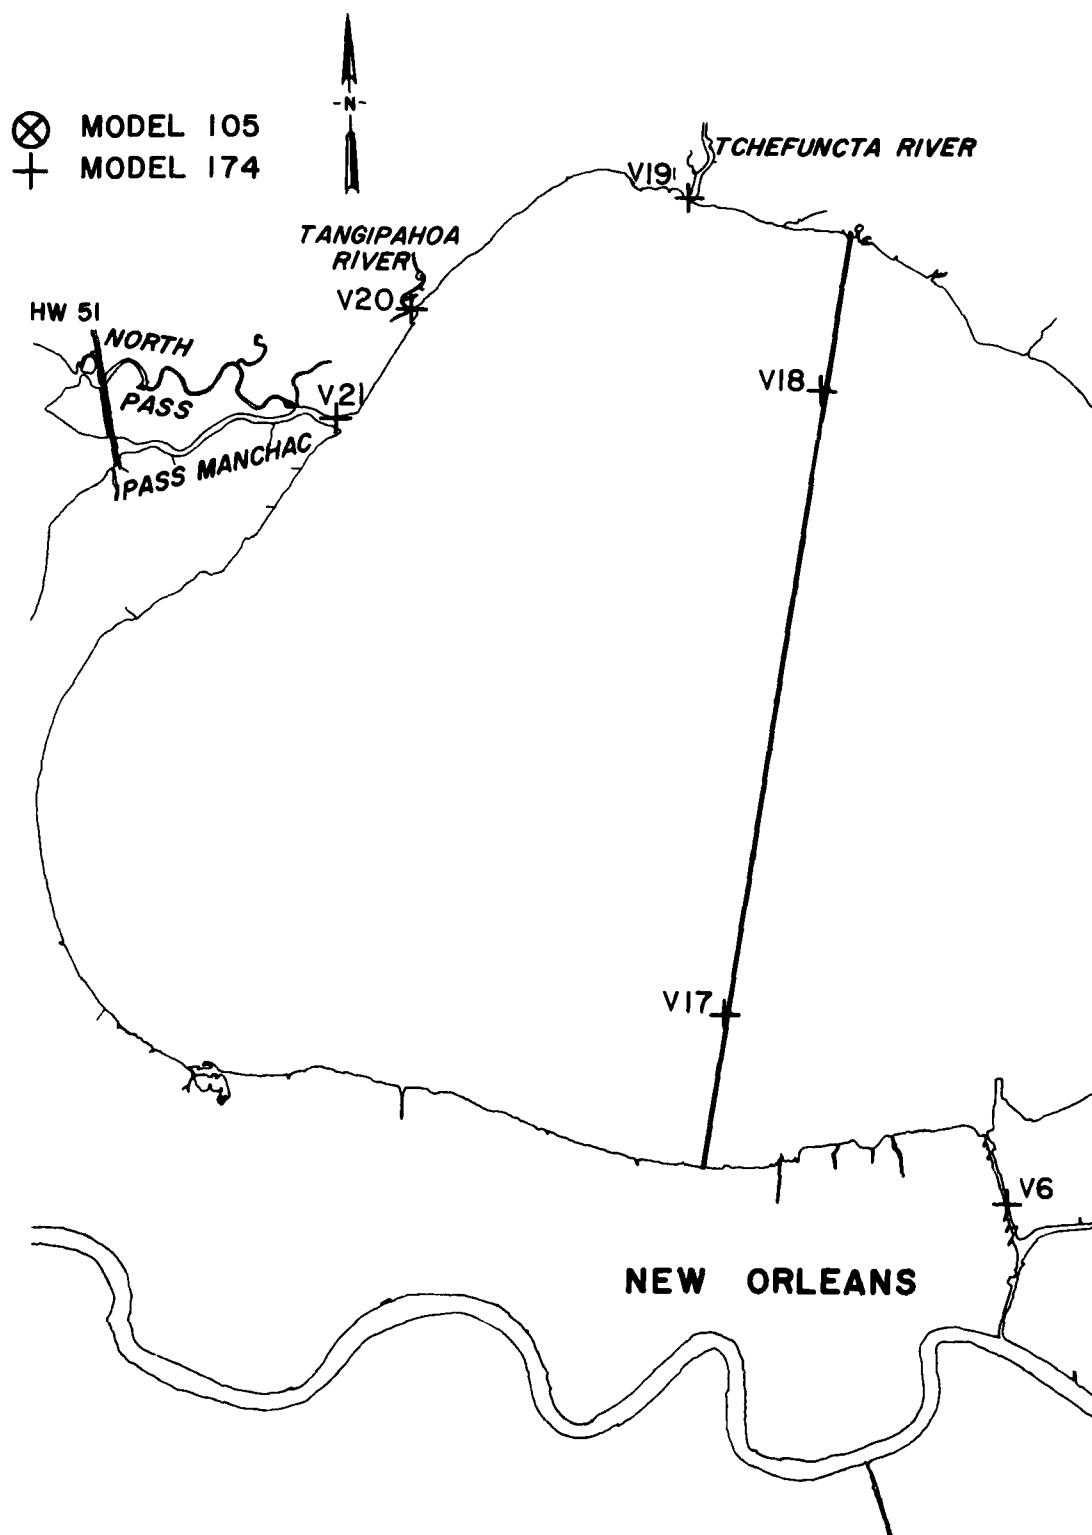 -N-
MODEL 105
MODEL 174
TCHEFUNCTA RIVER
V19
TANGIPAHOA
RIVER
V20
HW 51
NORTH
PASS
V21
V18
PASS MANCHAC
V17
V6
NEW ORLEANS